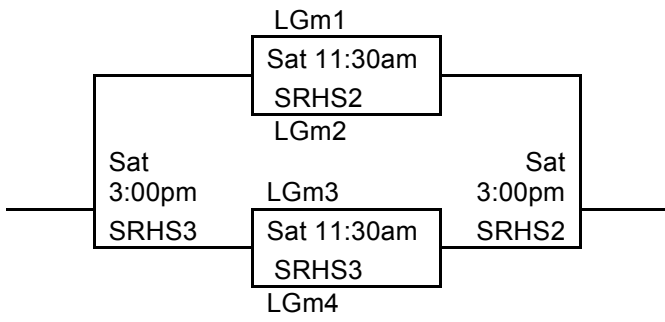 LGm1
Sat 11:30am
SRHS2
LGm2
Sat
3:00pm
SRHS3
LGm3
Sat 11:30am
SRHS3
LGm4
Sat
3:00pm
SRHS2